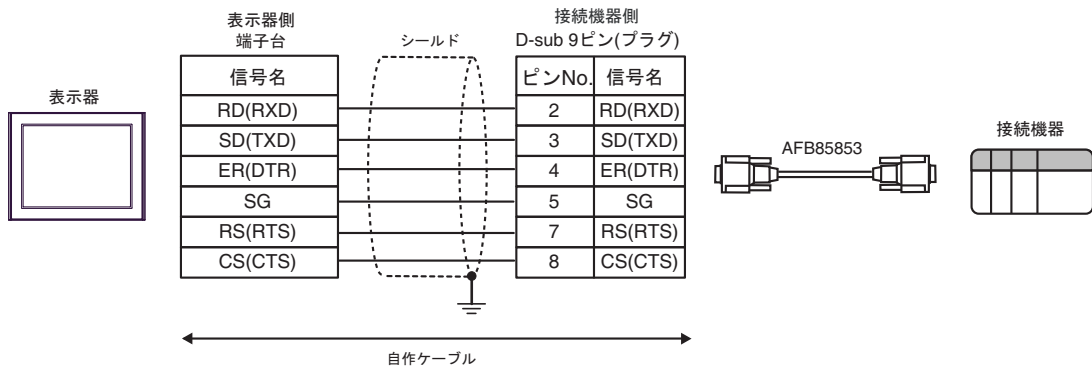 表示器
表示器側
端子台
シールド
接続機器側
D-sub 9ピン(プラグ)
信号名
ピンNo. 信号名
RD(RXD) 2 RD(RXD)
SD(TXD) 3 SD(TXD)
ER(DTR) 4 ER(DTR)
SG 5 SG
RS(RTS) 7 RS(RTS)
CS(CTS) 8 CS(CTS)
自作ケーブル
AFB85853
接続機器